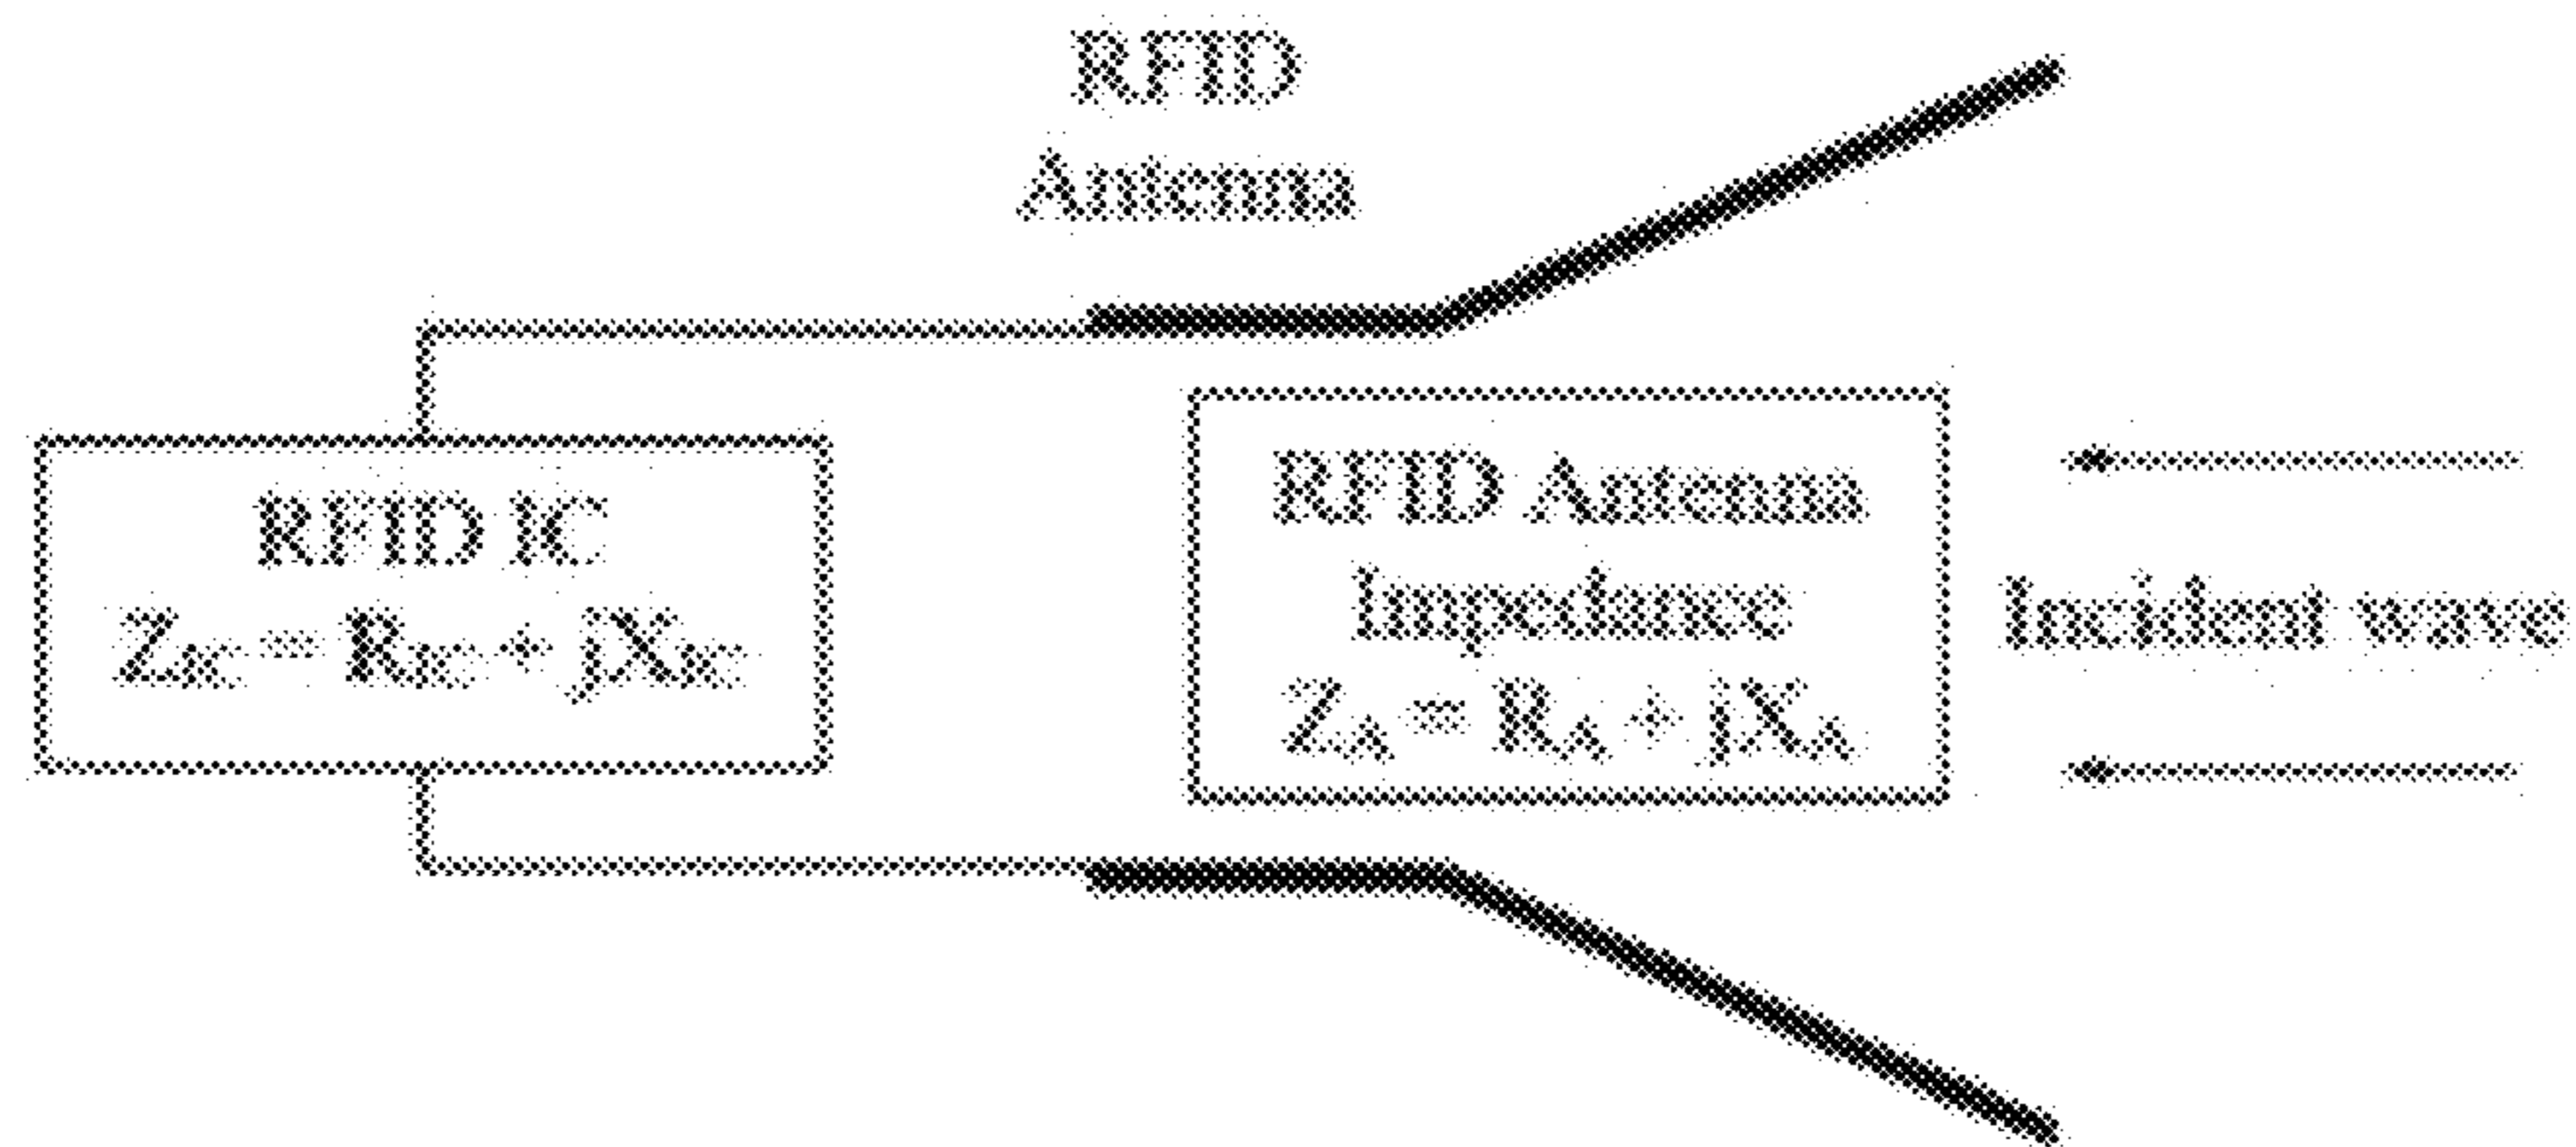 RFID
Antenna
RFID IC
Z_IC = R_IC + jX_IC
RFID Antenna
Impedance
Z_A = R_A + jX_A
Incident wave